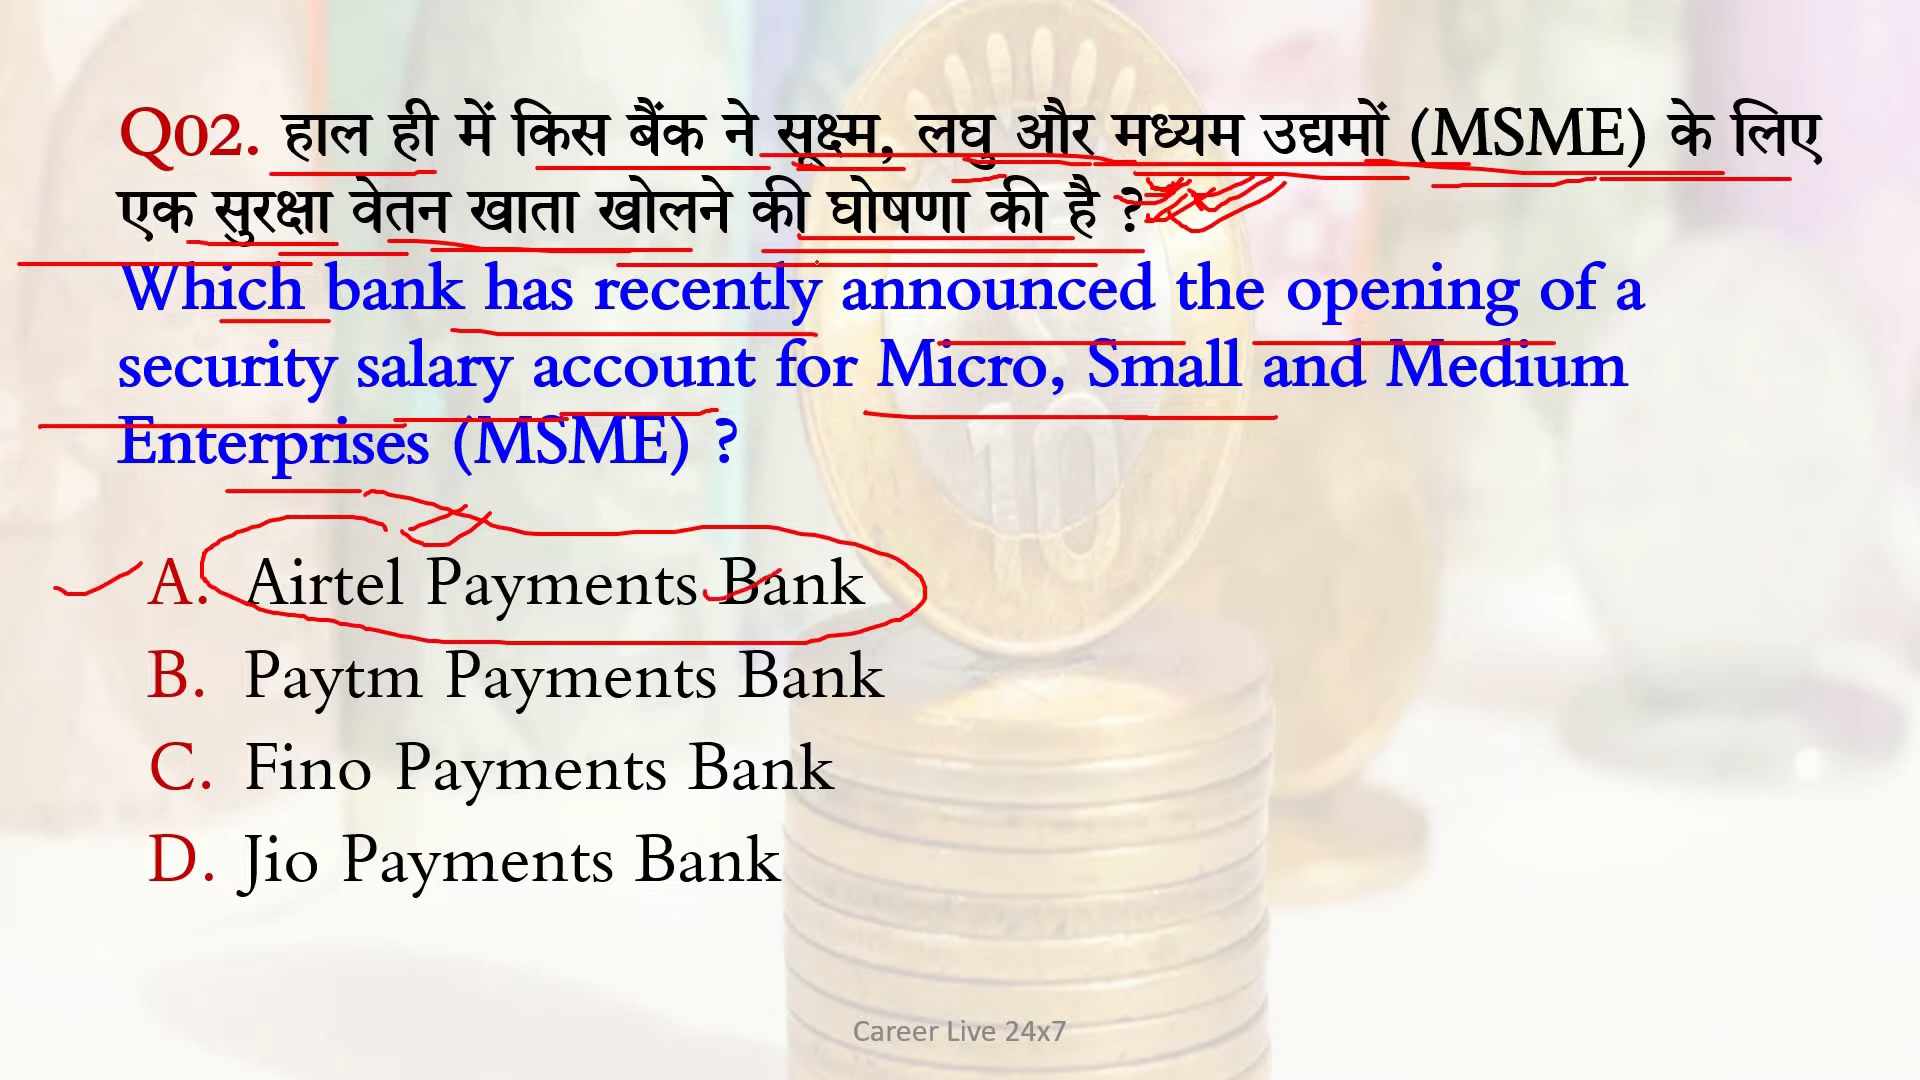 Q02. हाल ही में किस बैंक ने सूक्ष्म, लघु और मध्यम उद्यमों (MSME) के लिए
एक सुरक्षा वेतन खाता खोलने की घोषणा की है ?
Which bank has recently announced the opening of a
security salary account for Micro, Small and Medium
Enterprises (MSME) ?
A. Airtel Payments Bank
B. Paytm Payments Bank
C. Fino Payments Bank
D. Jio Payments Bank
10
Career Live 24x7